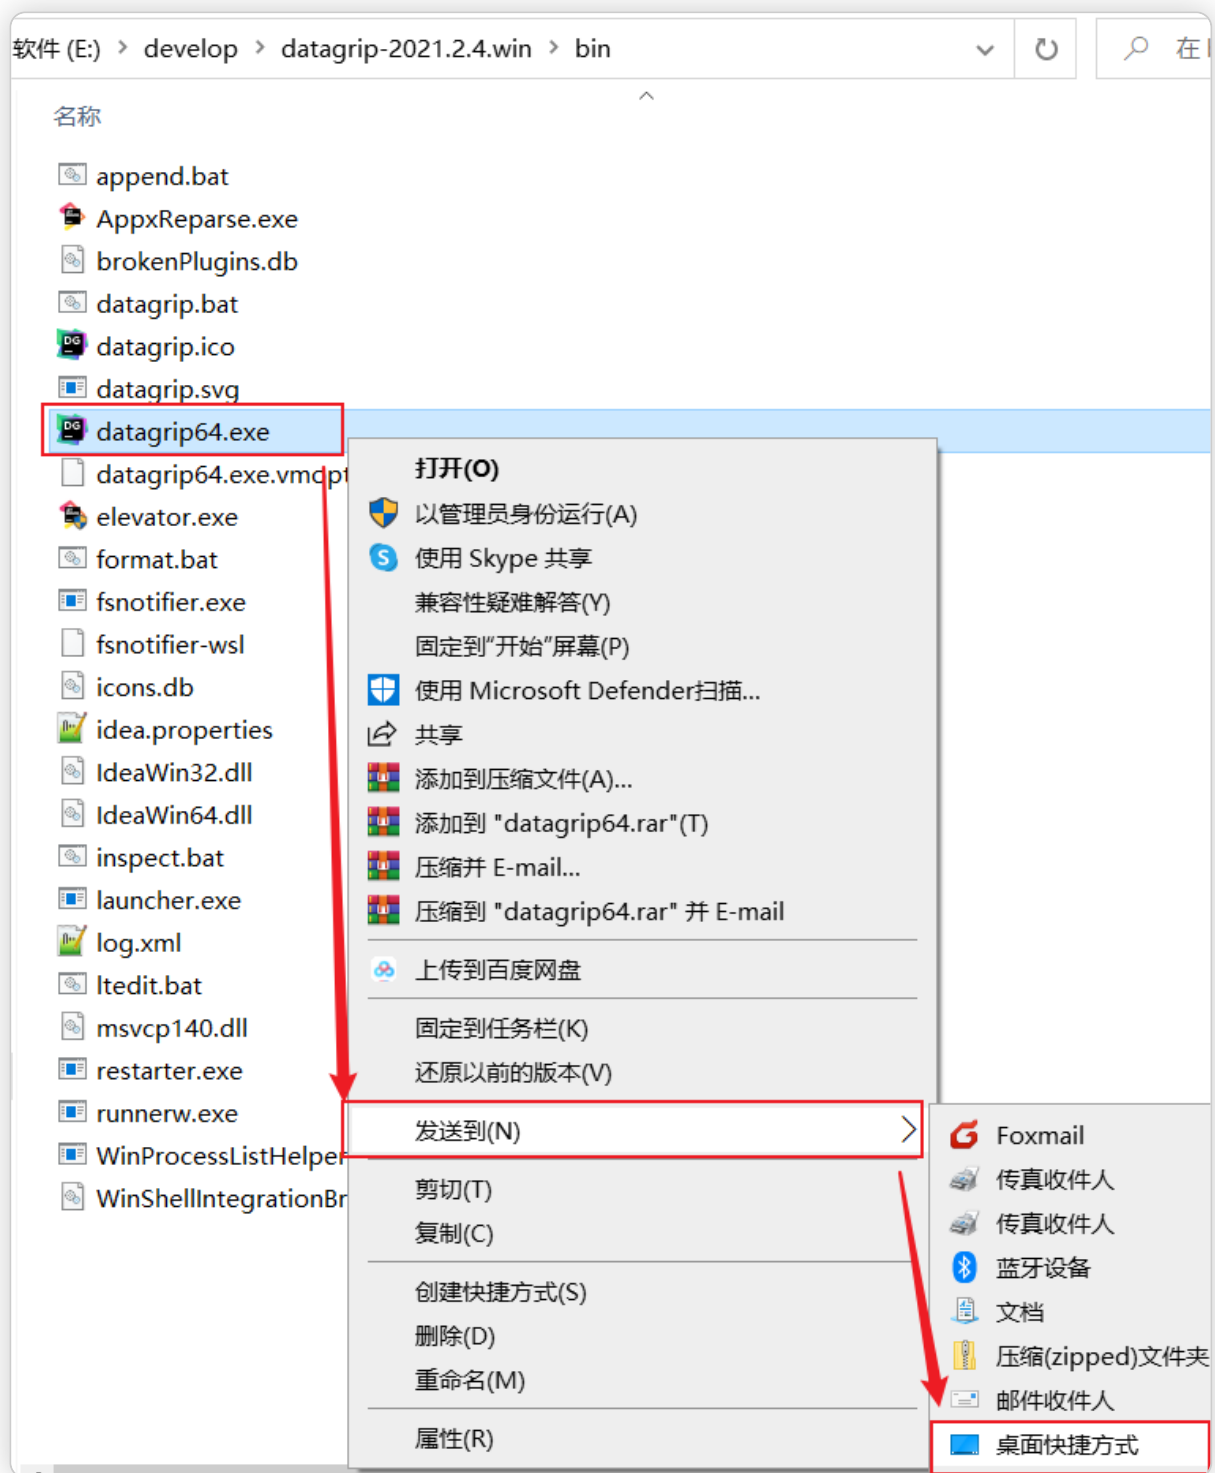 软件 (E:) > develop > datagrip-2021.2.4.win > bin
在
名称
append.bat
AppxReparse.exe
brokenPlugins.db
datagrip.bat
datagrip.ico
datagrip.svg
datagrip64.exe
datagrip64.exe.vmopt
elevator.exe
format.bat
fsnotifier.exe
fsnotifier-wsl
icons.db
idea.properties
IdeaWin32.dll
IdeaWin64.dll
inspect.bat
launcher.exe
log.xml
ltedit.bat
msvcp140.dll
restarter.exe
runnerw.exe
WinProcessListHelper
WinShellIntegrationBr
打开(O)
以管理员身份运行(A)
使用 Skype 共享
兼容性疑难解答(Y)
固定到"开始"屏幕(P)
使用 Microsoft Defender扫描...
共享
添加到压缩文件(A)...
添加到 "datagrip64.rar"(T)
压缩并 E-mail...
压缩到 "datagrip64.rar" 并 E-mail
上传到百度网盘
固定到任务栏(K)
还原以前的版本(V)
发送到(N)
剪切(T)
复制(C)
创建快捷方式(S)
删除(D)
重命名(M)
属性(R)
Foxmail
传真收件人
传真收件人
蓝牙设备
文档
压缩(zipped)文件夹
邮件收件人
桌面快捷方式